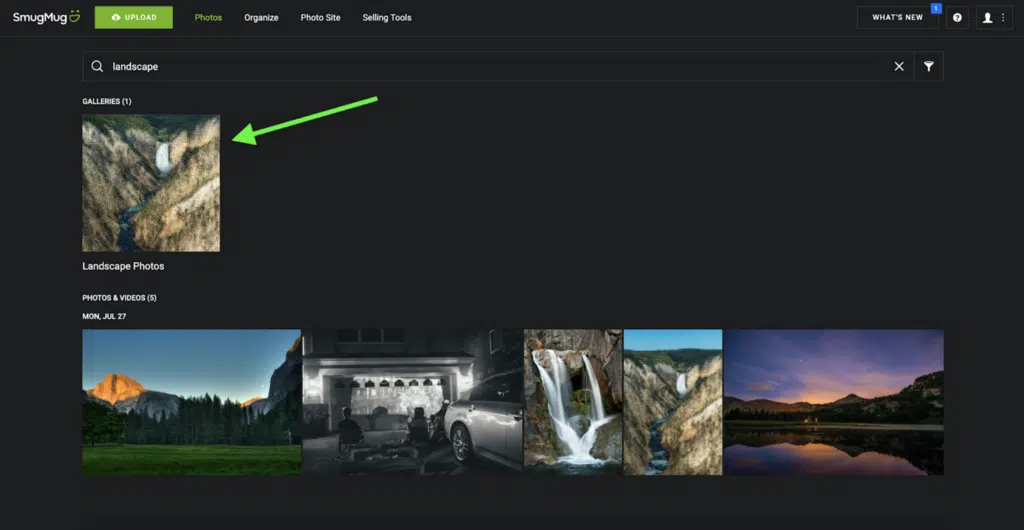 SmugMug UPLOAD Photos Organize Photo Site Selling Tools WHAT'S NEW 1 ?
landscape
GALLERIES (1)
Landscape Photos
PHOTOS & VIDEOS (5)
MON, JUL 27